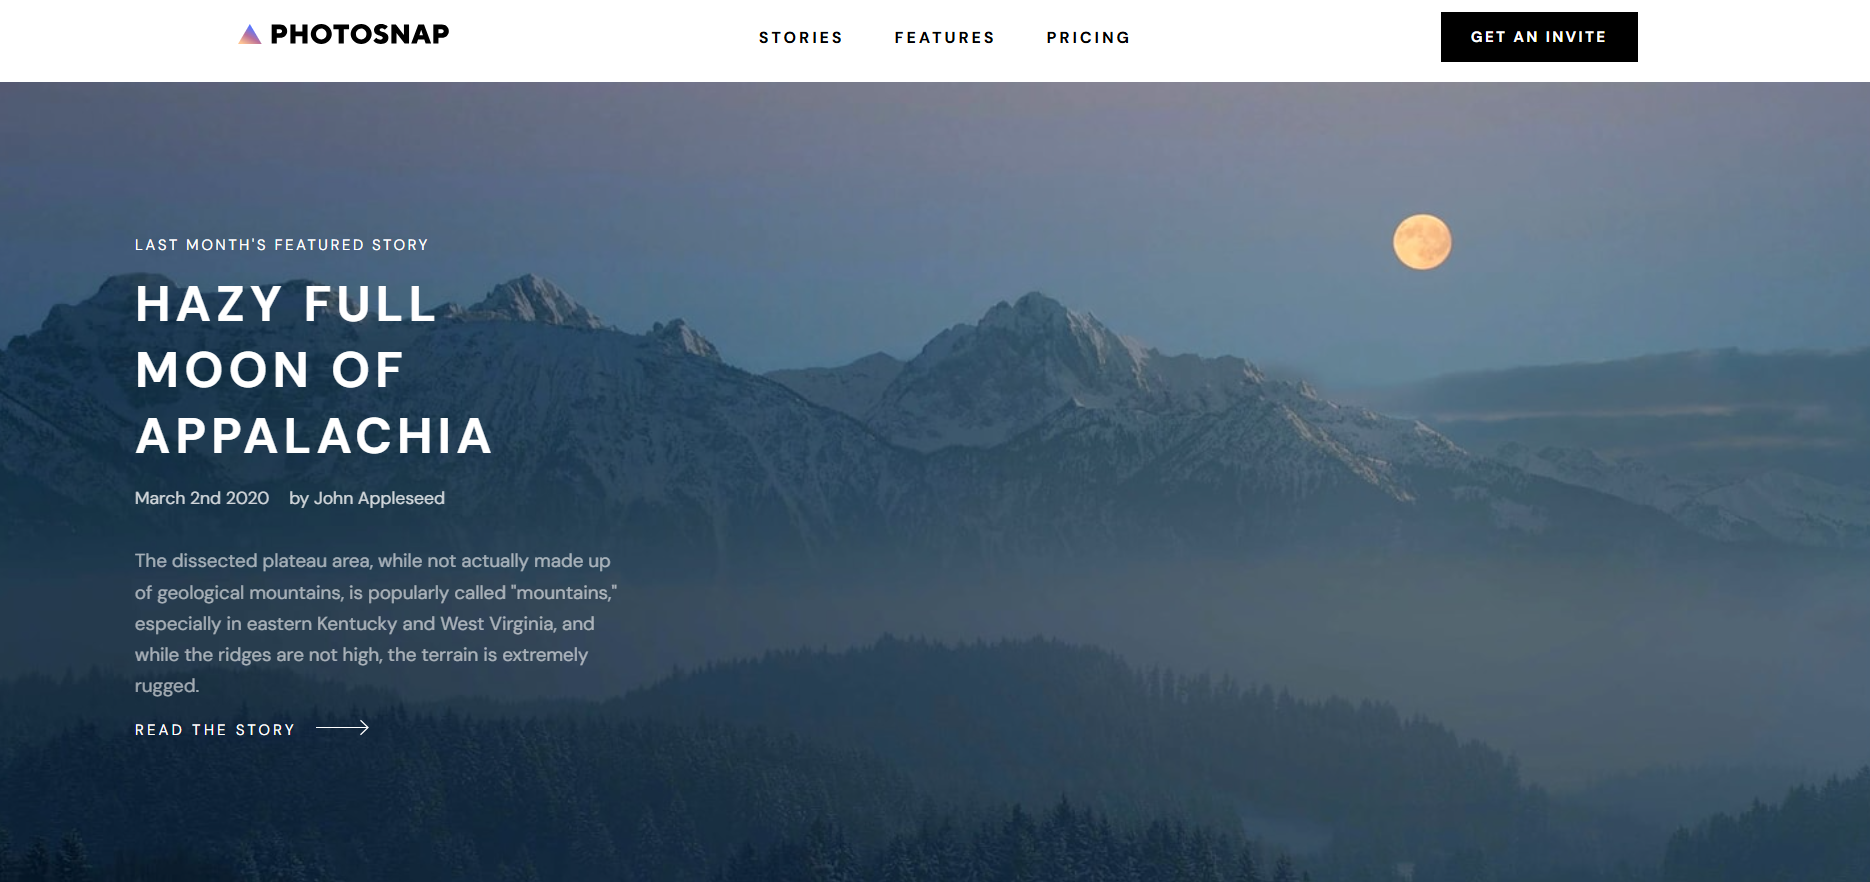 PHOTOSNAP
STORIES FEATURES PRICING
GET AN INVITE
LAST MONTH'S FEATURED STORY
HAZY FULL
MOON OF
APPALACHIA
March 2nd 2020 by John Appleseed
The dissected plateau area, while not actually made up
of geological mountains, is popularly called "mountains,"
especially in eastern Kentucky and West Virginia, and
while the ridges are not high, the terrain is extremely
rugged.
READ THE STORY